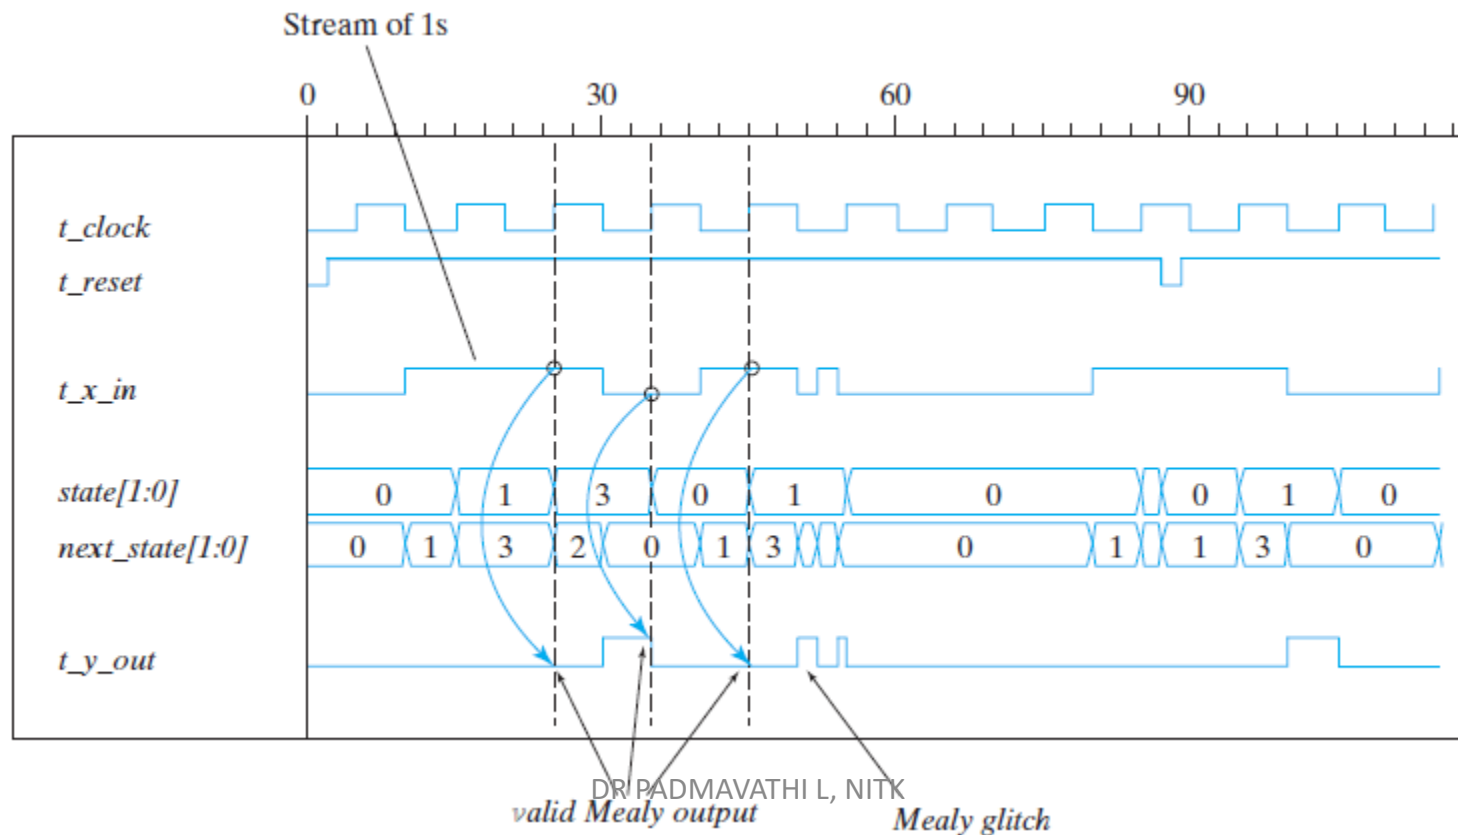 Stream of 1s
0 30 60 90
t_clock
t_reset
t_x_in
state[1:0] 0 1 3 0 1 0 0 1 0
next_state[1:0] 0 1 3 2 0 1 3 0 1 1 3 0
t_y_out
DR PADMAVATHI L, NITK
valid Mealy output
Mealy glitch